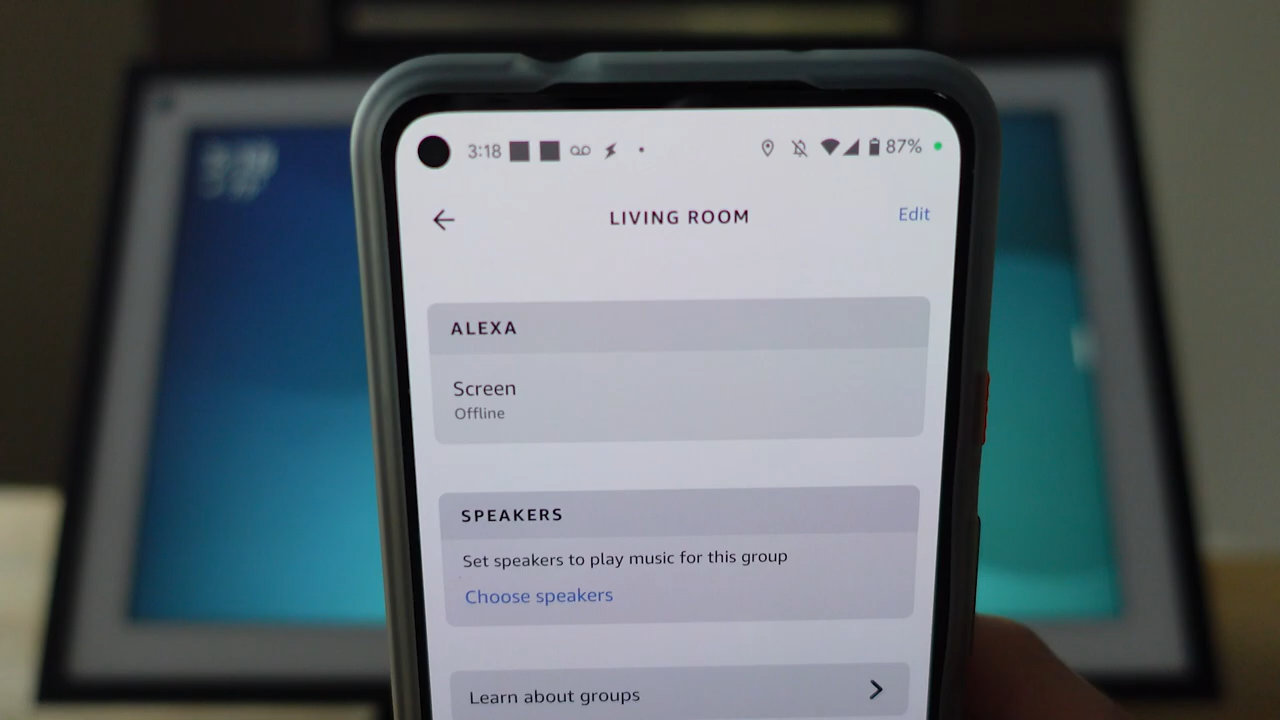 3:18 87%
LIVING ROOM Edit
ALEXA
Screen
Offline
SPEAKERS
Set speakers to play music for this group
Choose speakers
Learn about groups